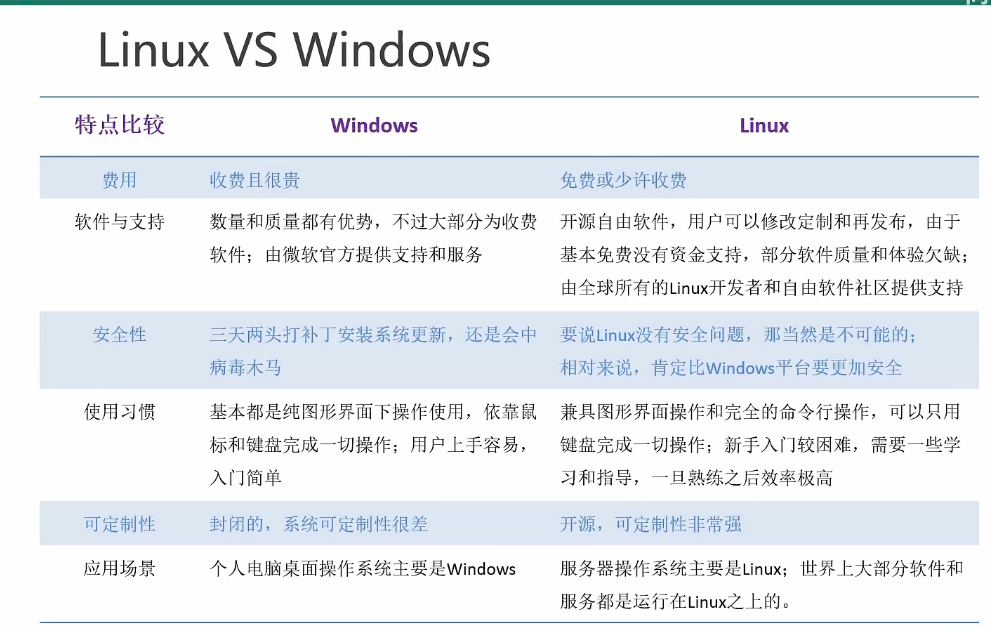 Linux VS Windows
特点比较 Windows Linux
费用 收费且很贵 免费或少许收费
软件与支持 数量和质量都有优势，不过大部分为收费 开源自由软件，用户可以修改定制和再发布，由于
软件；由微软官方提供支持和服务 基本免费没有资金支持，部分软件质量和体验欠缺；
由全球所有的Linux开发者和自由软件社区提供支持
安全性 三天两头打补丁安装系统更新，还是会中 要说Linux没有安全问题，那当然是不可能的；
病毒木马 相对来说，肯定比Windows平台要更加安全
使用习惯 基本都是纯图形界面下操作使用，依靠鼠 兼具图形界面操作和完全的命令行操作，可以只用
标和键盘完成一切操作；用户上手容易， 键盘完成一切操作；新手入门较困难，需要一些学
入门简单 习和指导，一旦熟练之后效率极高
可定制性 封闭的，系统可定制性很差 开源，可定制性非常强
应用场景 个人电脑桌面操作系统主要是Windows 服务器操作系统主要是Linux；世界上大部分软件和
服务都是运行在Linux之上的。